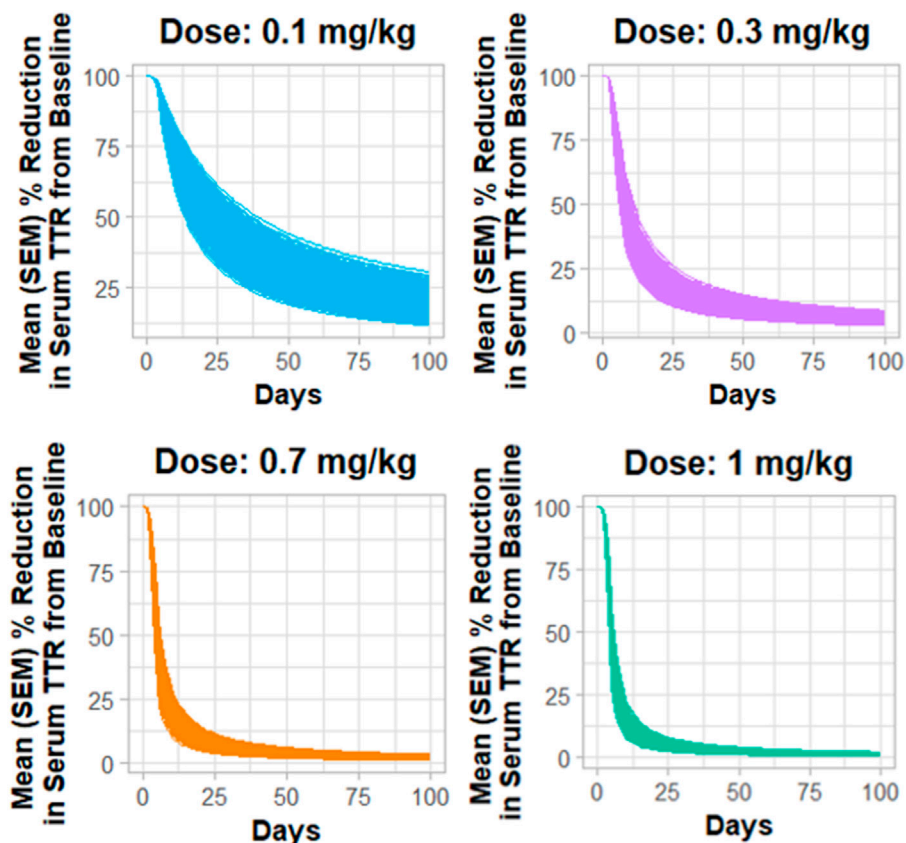 Dose: 0.1 mg/kg
Mean (SEM) % Reduction
in Serum TTR from Baseline
100
75
50
25
0 25 50 75 100
Days
Dose: 0.3 mg/kg
Mean (SEM) % Reduction
in Serum TTR from Baseline
100
75
50
25
0
0 25 50 75 100
Days
Dose: 0.7 mg/kg
Mean (SEM) % Reduction
in Serum TTR from Baseline
100
75
50
25
0
0 25 50 75 100
Days
Dose: 1 mg/kg
Mean (SEM) % Reduction
in Serum TTR from Baseline
100
75
50
25
0
0 25 50 75 100
Days